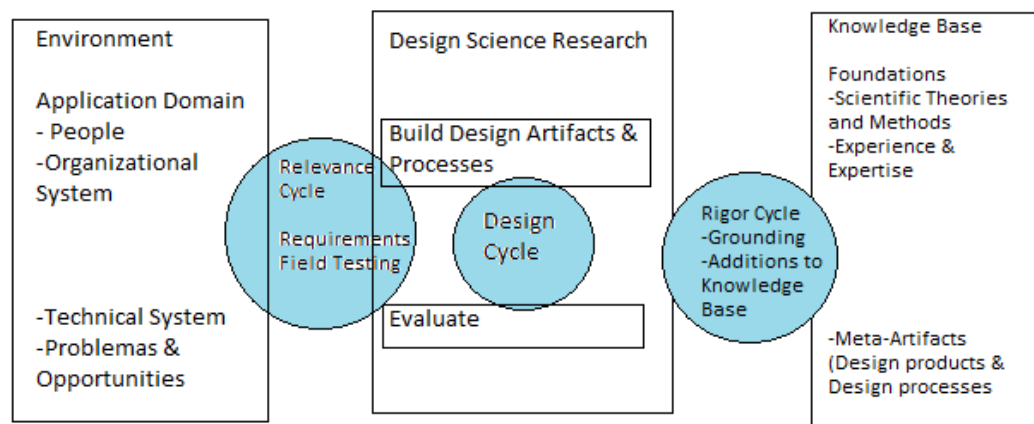 Environment
Application Domain
- People
-Organizational
System
-Technical System
-Problemas &
Opportunities
Relevance
Cycle
Requirements
Field Testing
Design Science Research
Build Design Artifacts &
Processes
Design
Cycle
Evaluate
Rigor Cycle
-Grounding
-Additions to
Knowledge
Base
Knowledge Base
Foundations
-Scientific Theories
and Methods
-Experience &
Expertise
-Meta-Artifacts
(Design products &
Design processes